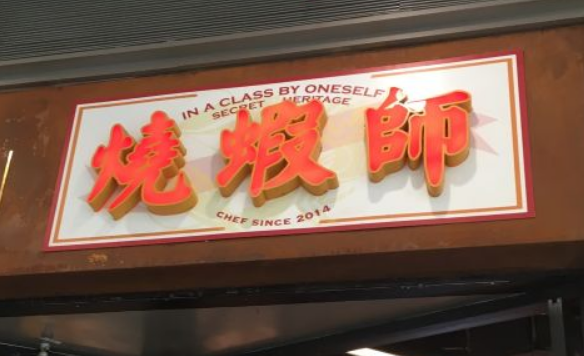 IN A CLASS BY ONESELF
SECRET HERITAGE
燒蝦師
CHEF SINCE 2014